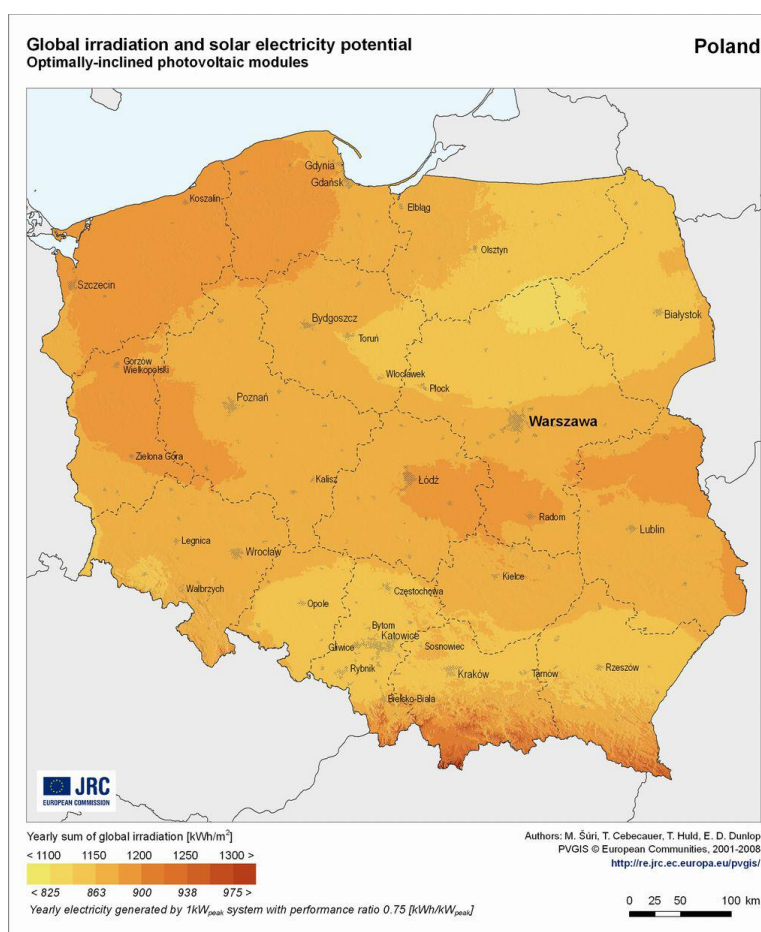 Global irradiation and solar electricity potential
Optimally-inclined photovoltaic modules
Poland
Gdynia
Gdańsk
Koszalin
Elbląg
Olsztyn
Szczecin
Bydgoszcz
Białystok
Toruń
Gorzów
Wielkopolski
Włocławek
Płock
Poznań
Warszawa
Zielona Góra
Kalisz
Łódź
Radom
Lublin
Legnica
Wrocław
Kielce
Wałbrzych
Częstochowa
Opole
Bytom
Katowice
Gliwice
Sosnowiec
Rybnik
Kraków
Tarnów
Rzeszów
Bielsko-Biała
JRC
EUROPEAN COMMISSION
Yearly sum of global irradiation [kWh/m²]
< 1100 1150 1200 1250 1300 >
< 825 863 900 938 975 >
Yearly electricity generated by 1kWpeak system with performance ratio 0.75 [kWh/kWpeak]
Authors: M. Šúri, T. Cebecauer, T. Huld, E. D. Dunlop
PVGIS © European Communities, 2001-2008
http://re.jrc.ec.europa.eu/pvgis/
0 25 50 100 km